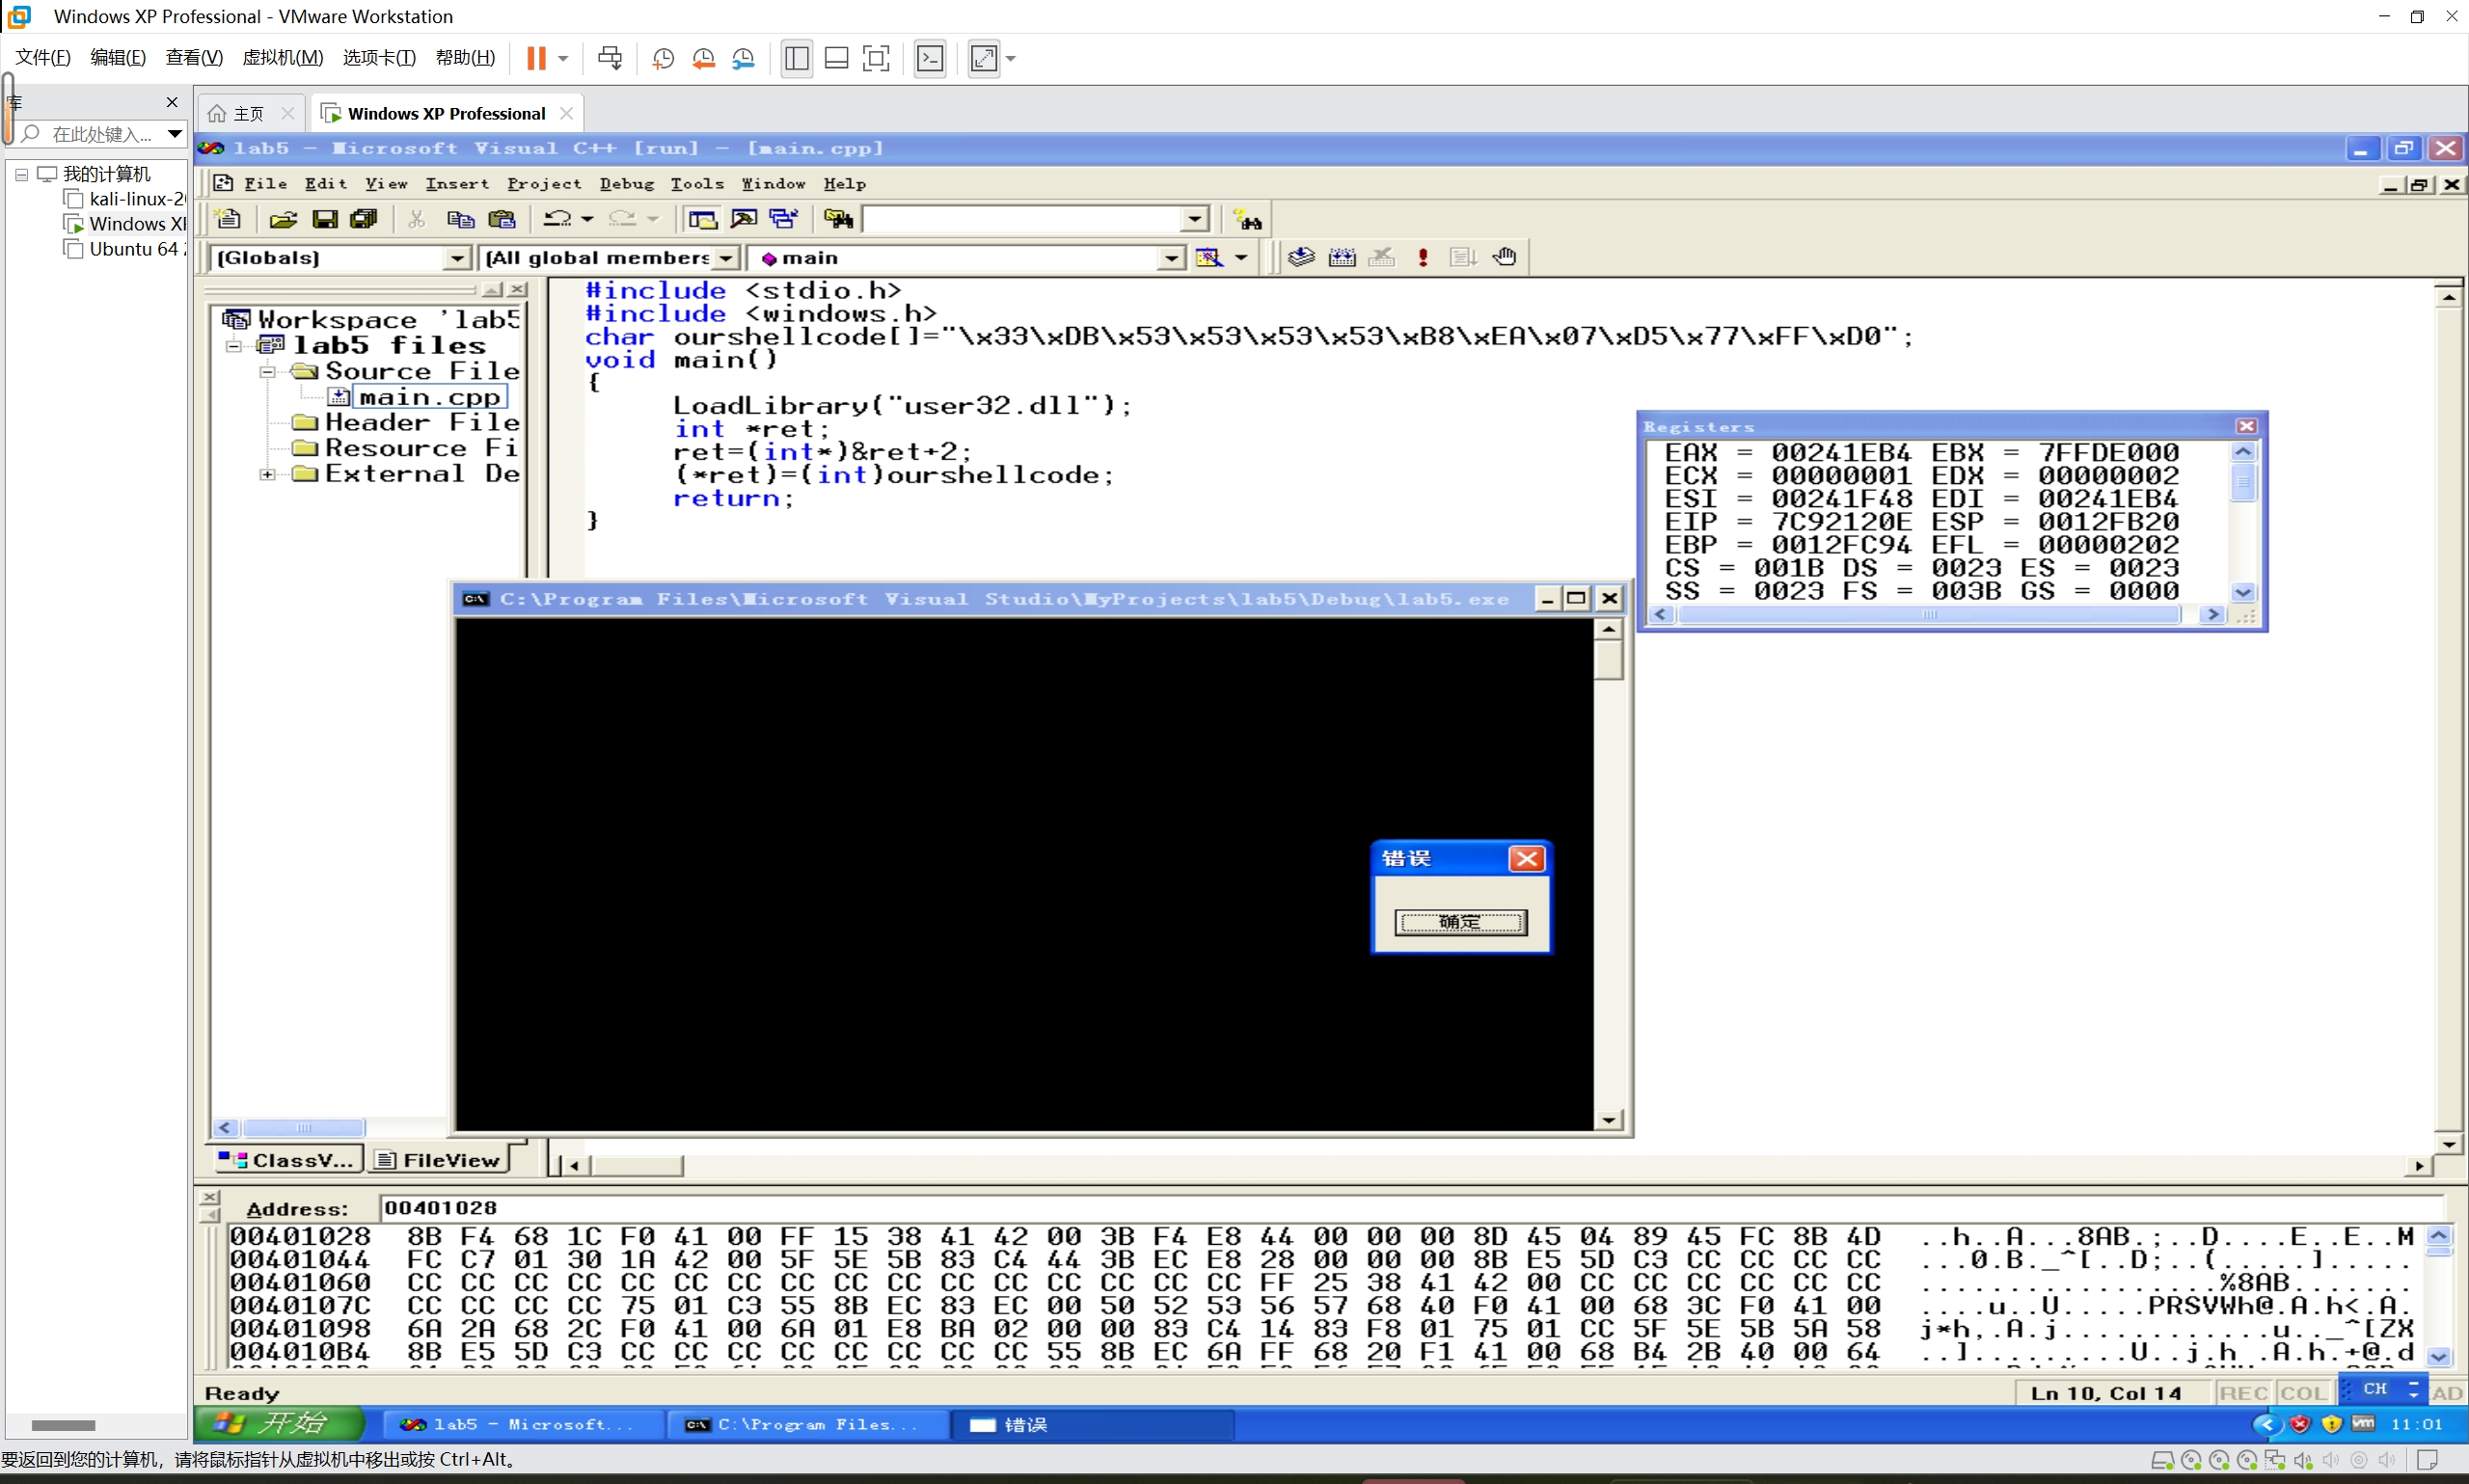 Windows XP Professional - VMware Workstation
文件(F) 编辑(E) 查看(V) 虚拟机(M) 选项卡(T) 帮助(H)
库
在此处键入...
我的计算机
kali-linux-2
Windows XP
Ubuntu 64
主页
Windows XP Professional
lab5 - Microsoft Visual C++ [run] - [main.cpp]
File Edit View Insert Project Debug Tools Window Help
(Globals) (All global members main
Workspace 'lab5
lab5 files
Source File
main.cpp
Header File
Resource Fi
External De
ClassV... FileView
#include <stdio.h>
#include <windows.h>
char ourshellcode[]="\x33\xDB\x53\x53\x53\x53\xB8\xEA\x07\xD5\x77\xFF\xD0";
void main()
{
LoadLibrary("user32.dll");
int *ret;
ret=(int*)&ret+2;
(*ret)=(int)ourshellcode;
return;
}
Registers
EAX = 00241EB4 EBX = 7FFDE000
ECX = 00000001 EDX = 00000002
ESI = 00241F48 EDI = 00241EB4
EIP = 7C92120E ESP = 0012FB20
EBP = 0012FC94 EFL = 00000202
CS = 001B DS = 0023 ES = 0023
SS = 0023 FS = 003B GS = 0000
C:\Program Files\Microsoft Visual Studio\MyProjects\lab5\Debug\lab5.exe
错误
确定
Address: 00401028
00401028 8B F4 68 1C F0 41 00 FF 15 38 41 42 00 3B F4 E8 44 00 00 00 8D 45 04 89 45 FC 8B 4D ..h..A...8AB.;..D....E..E..M
00401044 FC C7 01 30 1A 42 00 5F 5E 5B 83 C4 44 3B EC E8 28 00 00 00 8B E5 5D C3 CC CC CC CC ...0.B._^[..D;..(.....].....
00401060 CC CC CC CC CC CC CC CC CC CC CC CC CC CC CC CC FF 25 38 41 42 00 CC CC CC CC CC CC .................%8AB.......
0040107C CC CC CC CC 75 01 C3 55 8B EC 83 EC 00 50 52 53 56 57 68 40 F0 41 00 68 3C F0 41 00 ....u..U.....PRSVWh@.A.h<.A.
00401098 6A 2A 68 2C F0 41 00 6A 01 E8 BA 02 00 00 83 C4 14 83 F8 01 75 01 CC 5F 5E 5B 5A 58 j*h,.A.j............u.._^[ZX
004010B4 8B E5 5D C3 CC CC CC CC CC CC CC CC CC 55 8B EC 6A FF 68 20 F1 41 00 68 B4 2B 40 00 64 ..].........U..j.h .A.h.+@.d
Ready Ln 10, Col 14 REC COL CH AD
开始 lab5 - Microsoft... C:\Program Files... 错误 11:01
要返回到您的计算机，请将鼠标指针从虚拟机中移出或按 Ctrl+Alt。